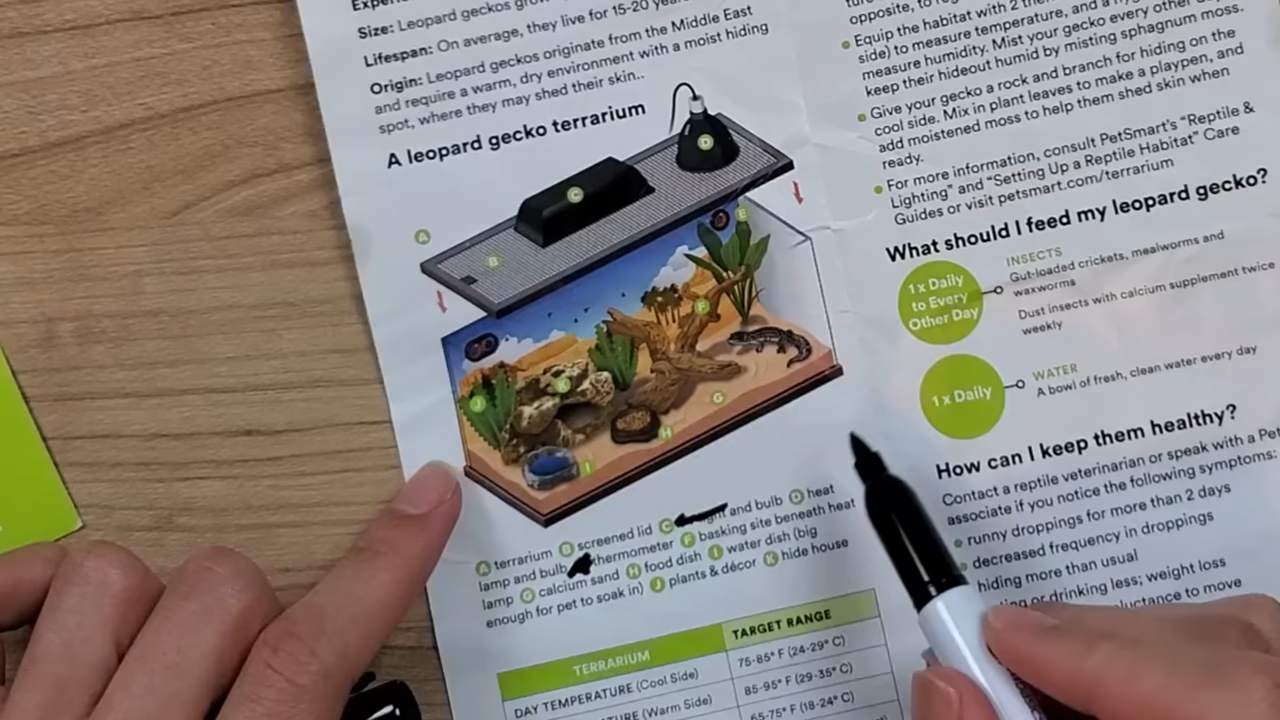 Size: Leopard geckos
Lifespan: On average, they live for 15-20
Origin: Leopard geckos originate from the Middle East
and require a warm, dry environment with a moist hiding
spot, where they may shed their skin..
A leopard gecko terrarium
D
C
A
B
E
F
K
J
G
H
I
A terrarium B screened lid C and bulb D heat
lamp and bulb thermometer F basking site beneath heat
lamp G calcium sand H food dish I water dish (big
enough for pet to soak in) J plants & décor K hide house
TERRARIUM TARGET RANGE
DAY TEMPERATURE (Cool Side) 75-85° F (24-29° C)
(Warm Side) 85-95° F (29-35° C)
65-75° F (18-24° C)
opposite, to
Equip the habitat with 2
side) to measure temperature, and a
measure humidity. Mist your gecko every other
keep their hideout humid by misting sphagnum moss.
Give your gecko a rock and branch for hiding on the
cool side. Mix in plant leaves to make a playpen, and
add moistened moss to help them shed skin when
ready.
For more information, consult PetSmart's "Reptile &
Lighting" and "Setting Up a Reptile Habitat" Care
Guides or visit petsmart.com/terrarium
What should I feed my leopard gecko?
1 x Daily
to Every
Other Day
INSECTS
Gut-loaded crickets, mealworms and
waxworms
Dust insects with calcium supplement twice
weekly
1 x Daily
WATER
A bowl of fresh, clean water every day
How can I keep them healthy?
Contact a reptile veterinarian or speak with a
associate if you notice the following symptoms:
runny droppings for more than 2 days
decreased frequency in droppings
hiding more than usual
or drinking less; weight loss
to move